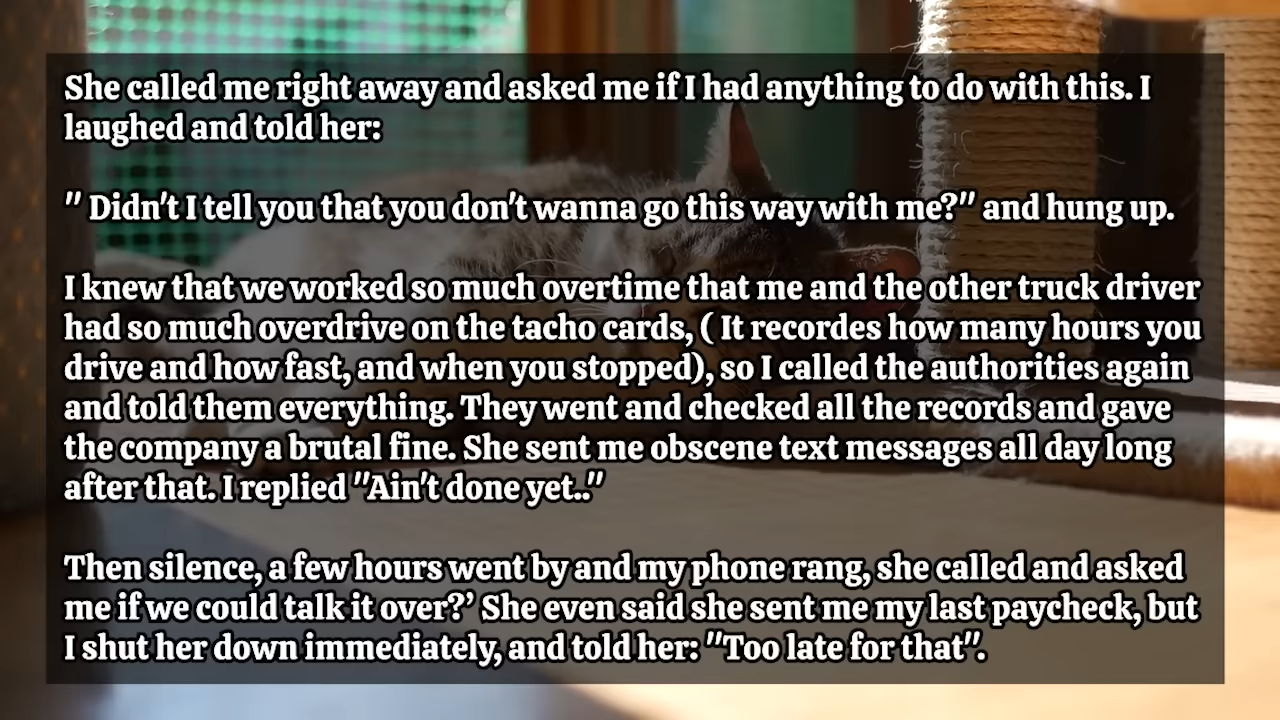 She called me right away and asked me if I had anything to do with this. I
laughed and told her:
" Didn't I tell you that you don't wanna go this way with me?" and hung up.
I knew that we worked so much overtime that me and the other truck driver
had so much overdrive on the tacho cards, ( It recordes how many hours you
drive and how fast, and when you stopped), so I called the authorities again
and told them everything. They went and checked all the records and gave
the company a brutal fine. She sent me obscene text messages all day long
after that. I replied "Ain't done yet.."
Then silence, a few hours went by and my phone rang, she called and asked
me if we could talk it over?’ She even said she sent me my last paycheck, but
I shut her down immediately, and told her: "Too late for that".